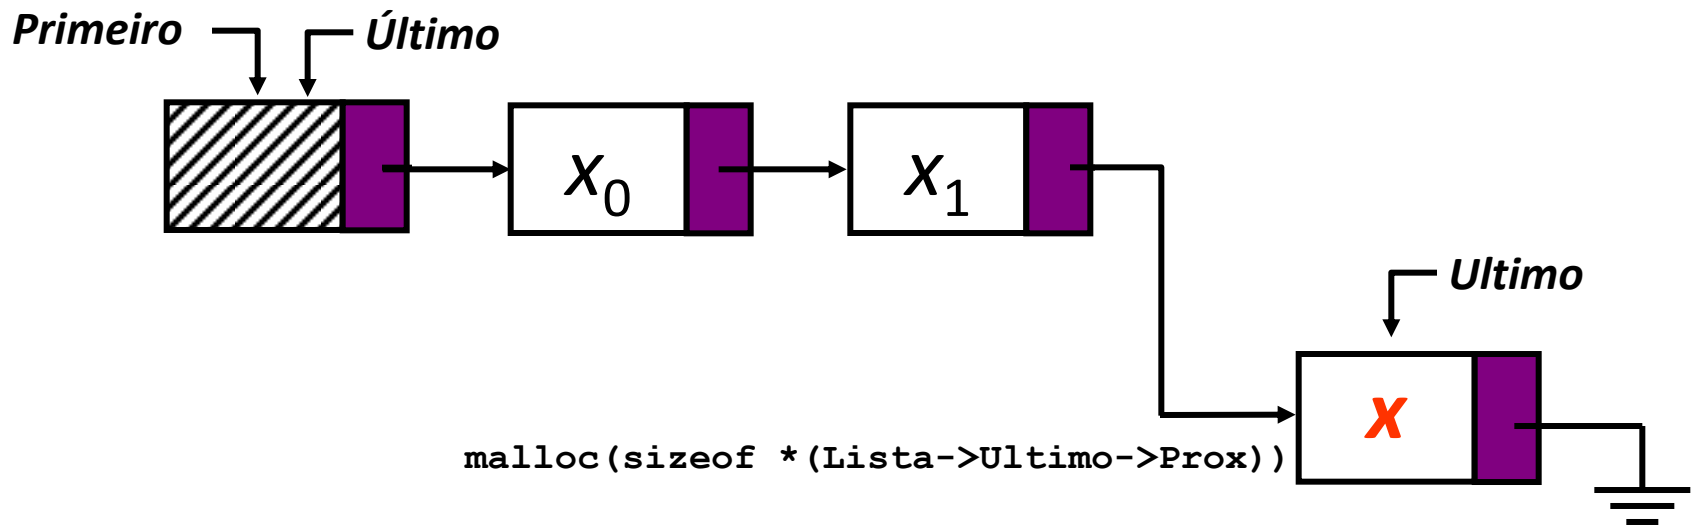 Primeiro
Último
x0
x1
Ultimo
x
malloc(sizeof *(Lista->Ultimo->Prox))